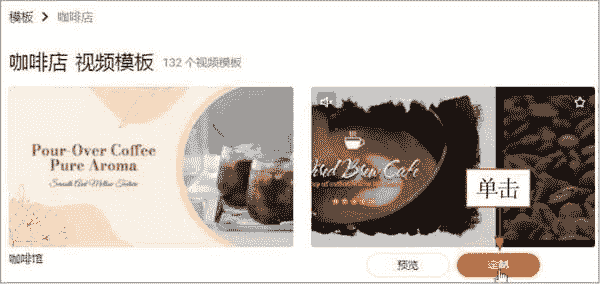 模板 > 咖啡店
咖啡店 视频模板 132 个视频模板
Pour-Over Coffee
Pure Aroma
Smooth And Mellow Texture
Bran Cafe
单击
咖啡馆
预览 定制